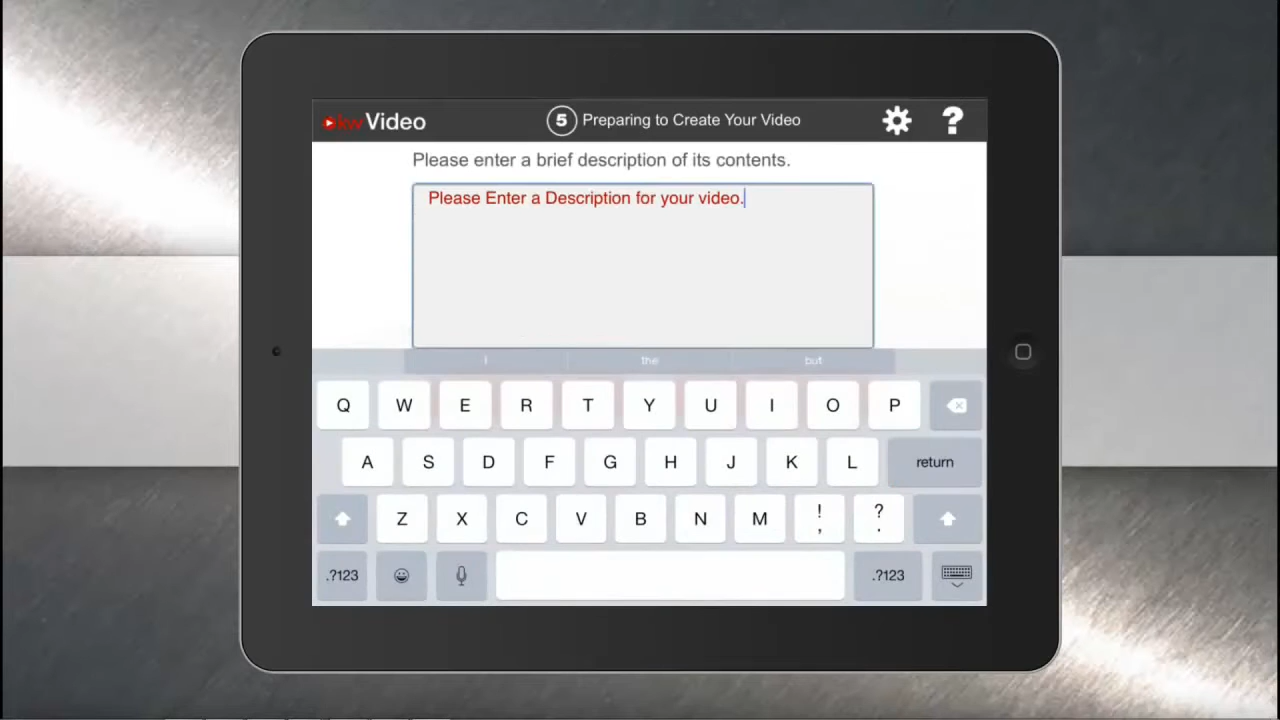 kwVideo
5 Preparing to Create Your Video
?
Please enter a brief description of its contents.
Please Enter a Description for your video.
I the but
Q W E R T Y U I O P
A S D F G H J K L return
Z X C V B N M ! , ? .
.?123 .?123